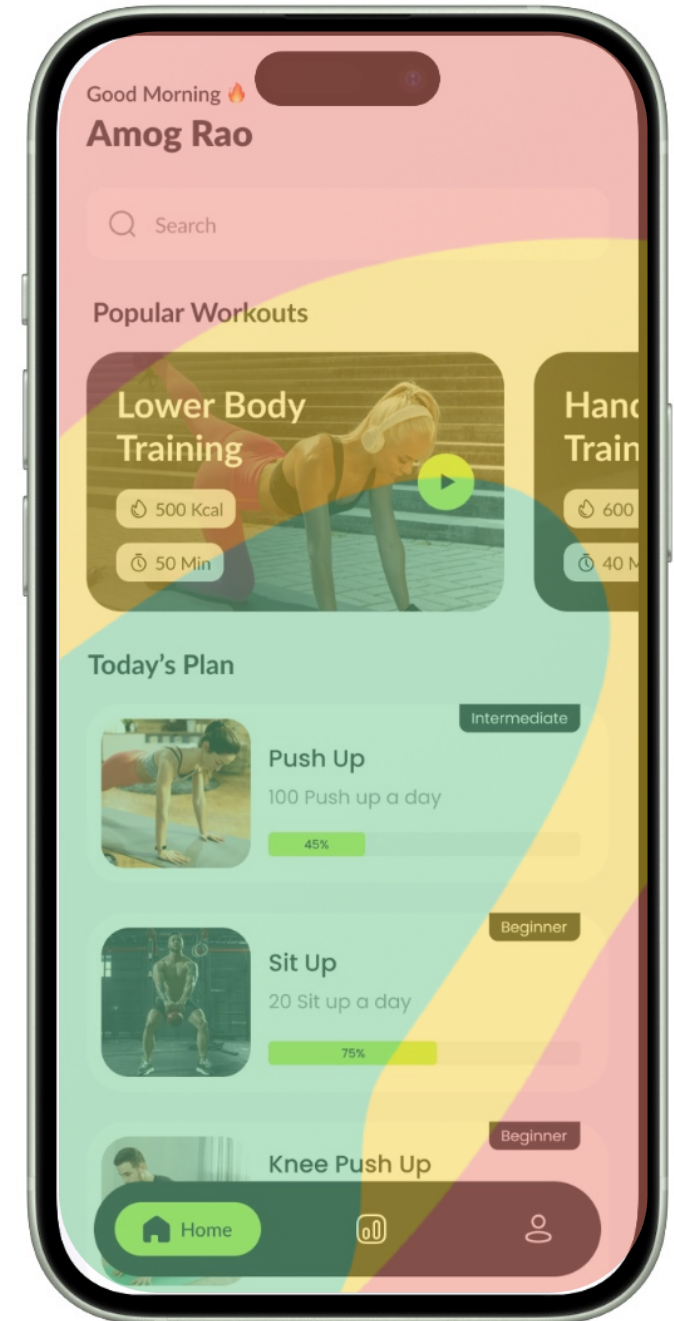 Good Morning 🔥
Amog Rao
Search
Popular Workouts
Lower Body
Training
500 Kcal
50 Min
Hand
Train
600
40 M
Today's Plan
Intermediate
Push Up
100 Push up a day
45%
Beginner
Sit Up
20 Sit up a day
75%
Beginner
Knee Push Up
Home